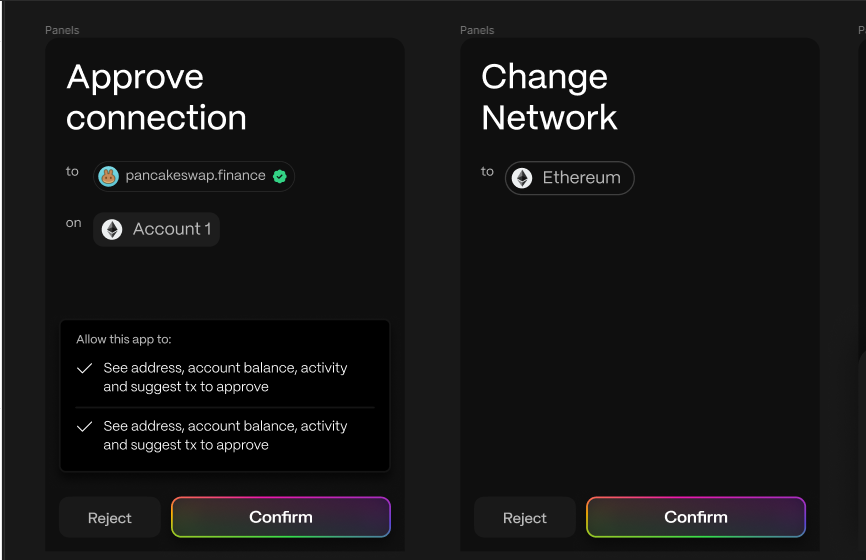 Panels
Approve
connection
to
pancakeswap.finance
on
Account 1
Allow this app to:
See address, account balance, activity
and suggest tx to approve
See address, account balance, activity
and suggest tx to approve
Reject
Confirm
Panels
Change
Network
to
Ethereum
Reject
Confirm
P